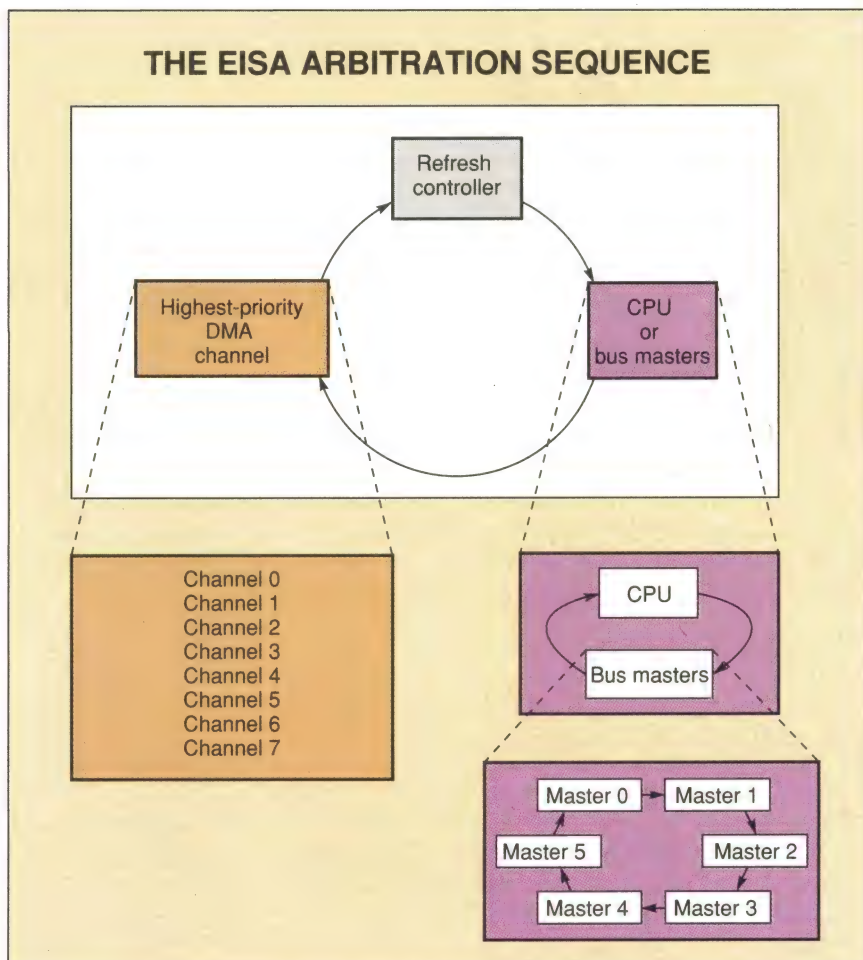 THE EISA ARBITRATION SEQUENCE
Refresh
controller
Highest-priority
DMA
channel
CPU
or
bus masters
Channel 0
Channel 1
Channel 2
Channel 3
Channel 4
Channel 5
Channel 6
Channel 7
CPU
Bus masters
Master 0
Master 1
Master 5
Master 2
Master 4
Master 3